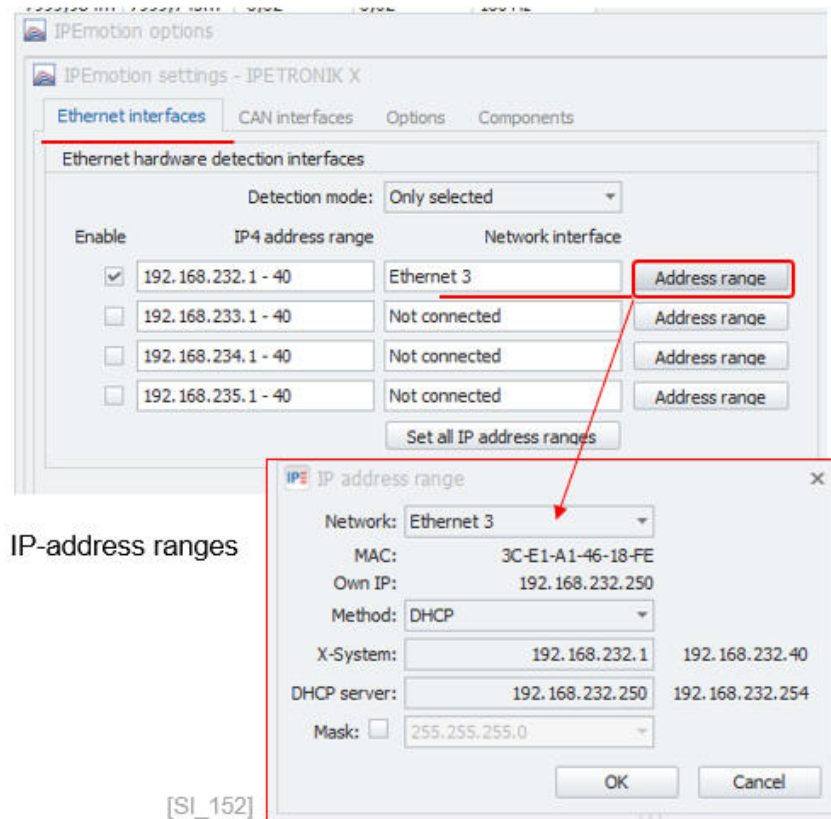 IPEmotion options
IPEmotion settings - IPETRONIK X
Ethernet interfaces CAN interfaces Options Components
Ethernet hardware detection interfaces
Detection mode: Only selected
Enable IP4 address range Network interface
192.168.232.1 - 40 Ethernet 3 Address range
192.168.233.1 - 40 Not connected Address range
192.168.234.1 - 40 Not connected Address range
192.168.235.1 - 40 Not connected Address range
Set all IP address ranges
IPE IP address range
IP-address ranges
Network: Ethernet 3
MAC: 3C-E1-A1-46-18-FE
Own IP: 192.168.232.250
Method: DHCP
X-System: 192.168.232.1 192.168.232.40
DHCP server: 192.168.232.250 192.168.232.254
Mask: 255.255.255.0
OK Cancel
[SI_152]